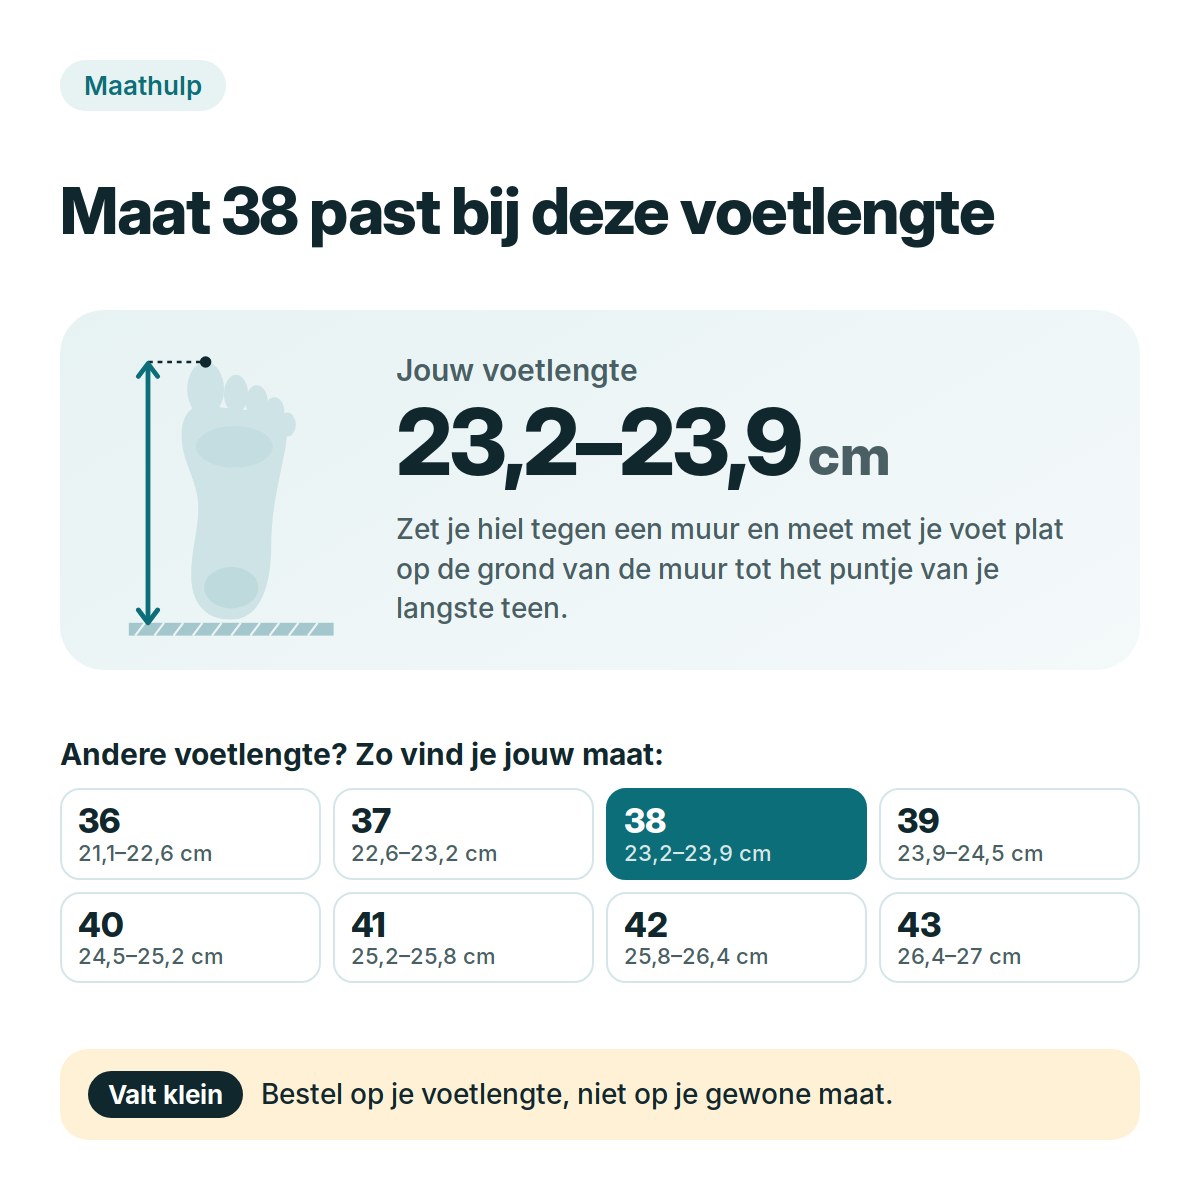 Maathulp
Maat 38 past bij deze voetlengte
Jouw voetlengte
23,2–23,9 cm
Zet je hiel tegen een muur en meet met je voet plat
op de grond van de muur tot het puntje van je
langste teen.
Andere voetlengte? Zo vind je jouw maat:
36
21,1–22,6 cm
37
22,6–23,2 cm
38
23,2–23,9 cm
39
23,9–24,5 cm
40
24,5–25,2 cm
41
25,2–25,8 cm
42
25,8–26,4 cm
43
26,4–27 cm
Valt klein
Bestel op je voetlengte, niet op je gewone maat.